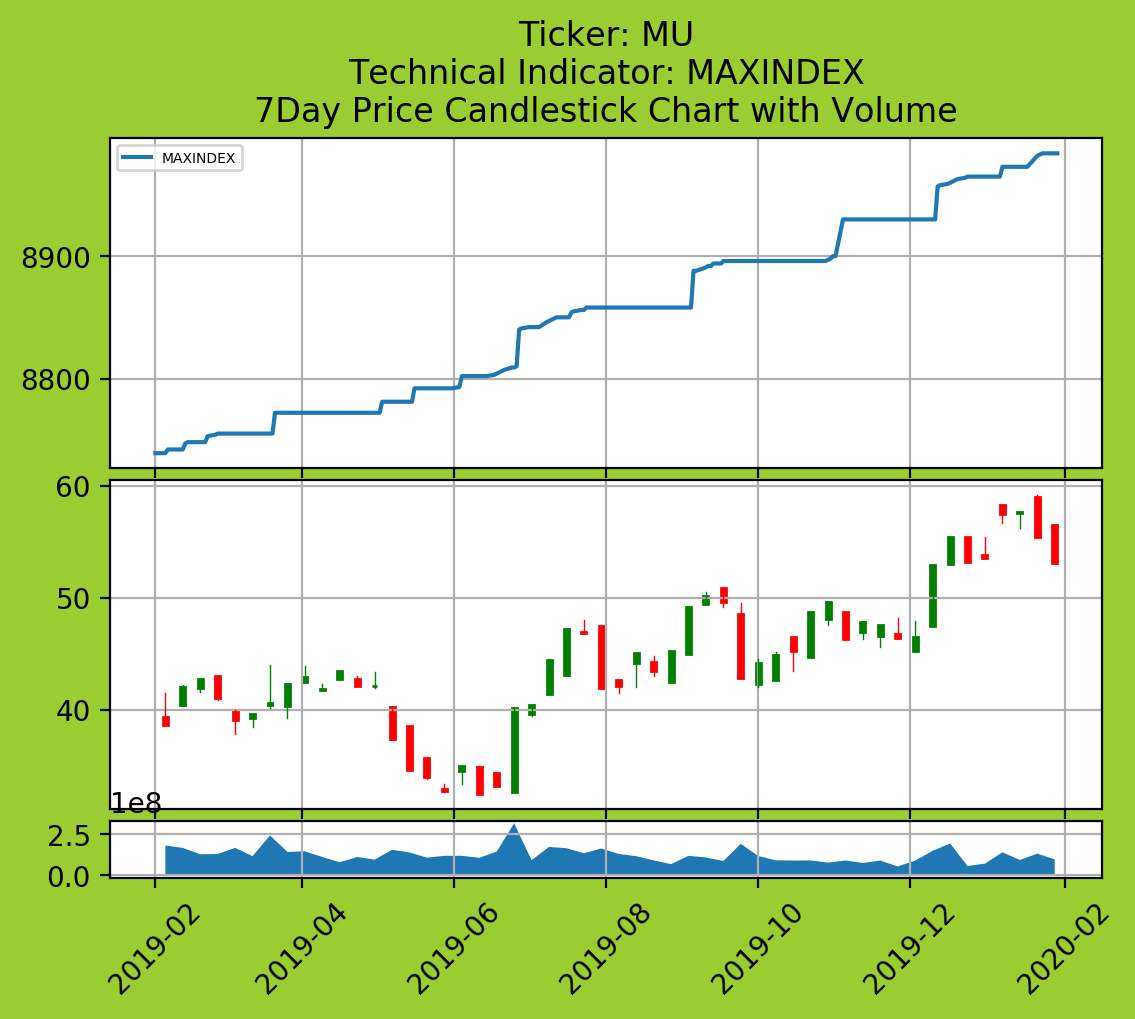 Ticker: MU
Technical Indicator: MAXINDEX
7Day Price Candlestick Chart with Volume
MAXINDEX
8900
8800
60
50
40
1e8
2.5
0.0
2019-02
2019-04
2019-06
2019-08
2019-10
2019-12
2020-02